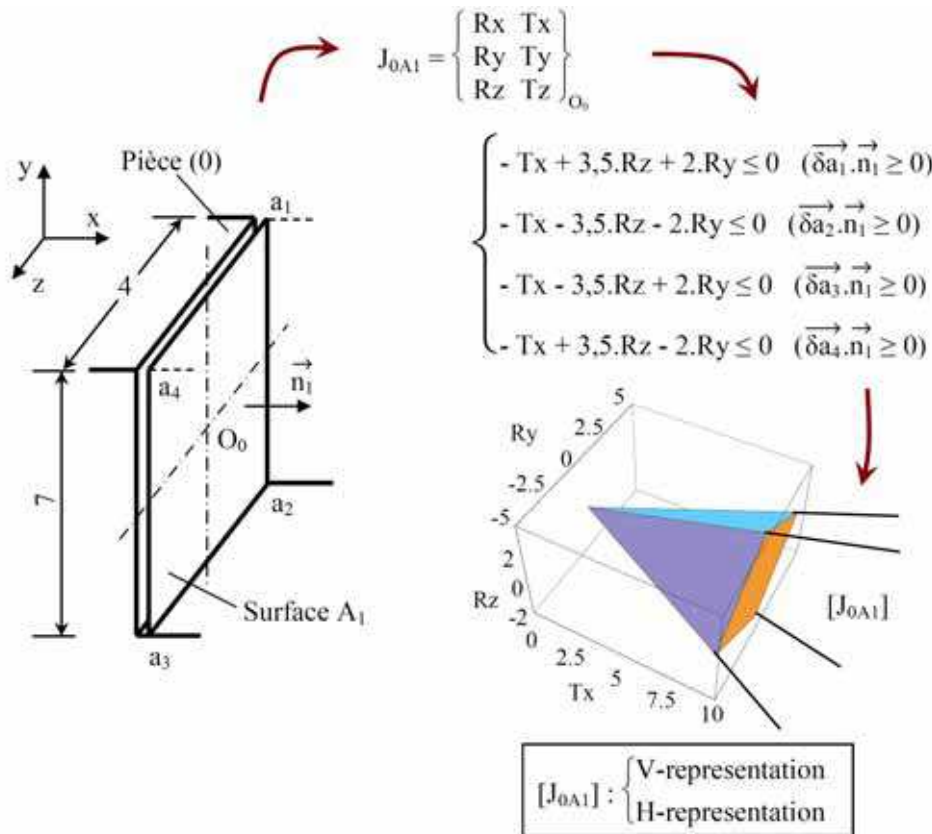 J0A1 = { Rx Tx
Ry Ty
Rz Tz }O0
Pièce (0)
y
x
z
a1
4
a4
n1
O0
7
a2
Surface A1
a3
- Tx + 3,5.Rz + 2.Ry ≤ 0 (δa1.n1 ≥ 0)
- Tx - 3,5.Rz - 2.Ry ≤ 0 (δa2.n1 ≥ 0)
- Tx - 3,5.Rz + 2.Ry ≤ 0 (δa3.n1 ≥ 0)
- Tx + 3,5.Rz - 2.Ry ≤ 0 (δa4.n1 ≥ 0)
5
2.5
Ry
0
-2.5
-5
2
0
Rz
-2
0
2.5
5
Tx
7.5
10
[J0A1]
[J0A1] : { V-representation
H-representation